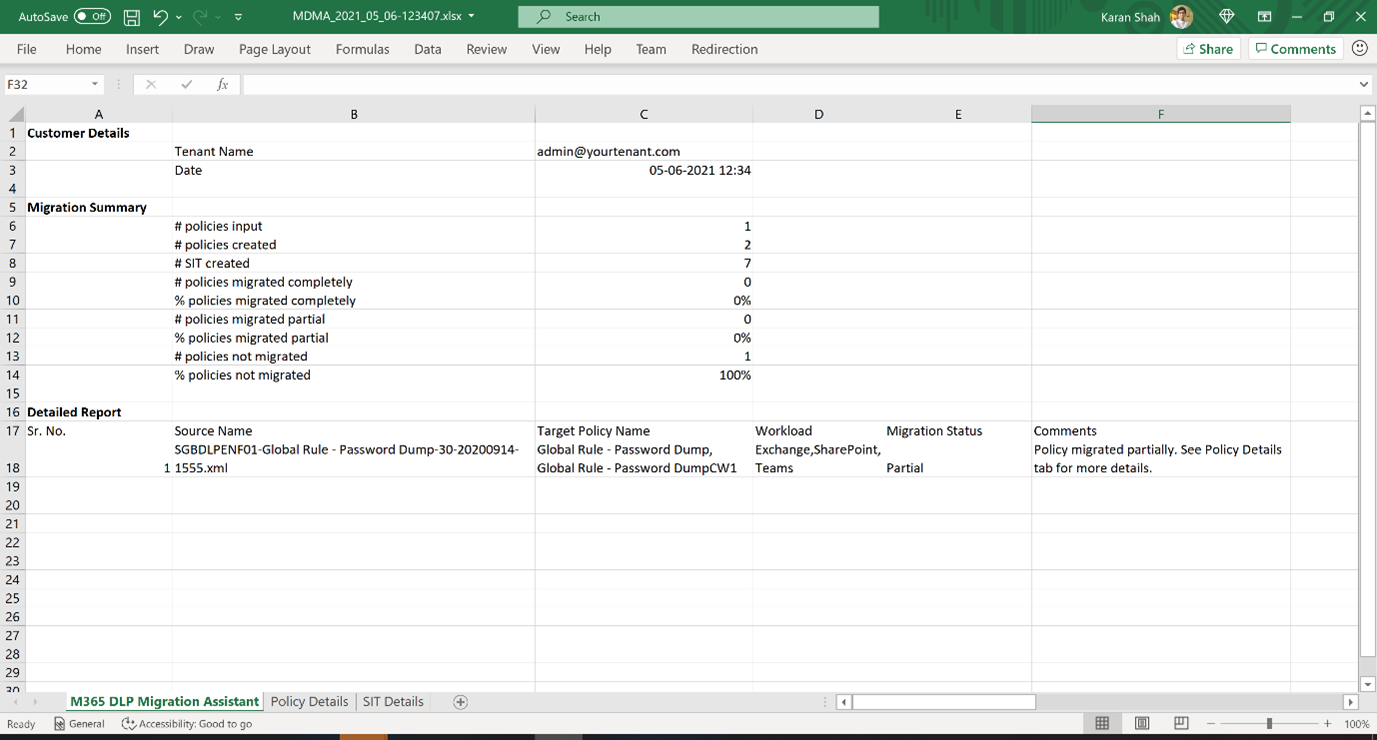 AutoSave Off MDMA_2021_05_06-123407.xlsx Search Karan Shah
File Home Insert Draw Page Layout Formulas Data Review View Help Team Redirection Share Comments
F32 fx
A B C D E F
1 Customer Details
2 Tenant Name admin@yourtenant.com
3 Date 05-06-2021 12:34
4
5 Migration Summary
6 # policies input 1
7 # policies created 2
8 # SIT created 7
9 # policies migrated completely 0
10 % policies migrated completely 0%
11 # policies migrated partial 0
12 % policies migrated partial 0%
13 # policies not migrated 1
14 % policies not migrated 100%
15
16 Detailed Report
17 Sr. No. Source Name Target Policy Name Workload Migration Status Comments
SGBDLPENF01-Global Rule - Password Dump-30-20200914- Global Rule - Password Dump, Exchange,SharePoint, Policy migrated partially. See Policy Details
18 1 1555.xml Global Rule - Password DumpCW1 Teams Partial tab for more details.
19
20
21
22
23
24
25
26
27
28
29
30
M365 DLP Migration Assistant Policy Details SIT Details
Ready General Accessibility: Good to go 100%